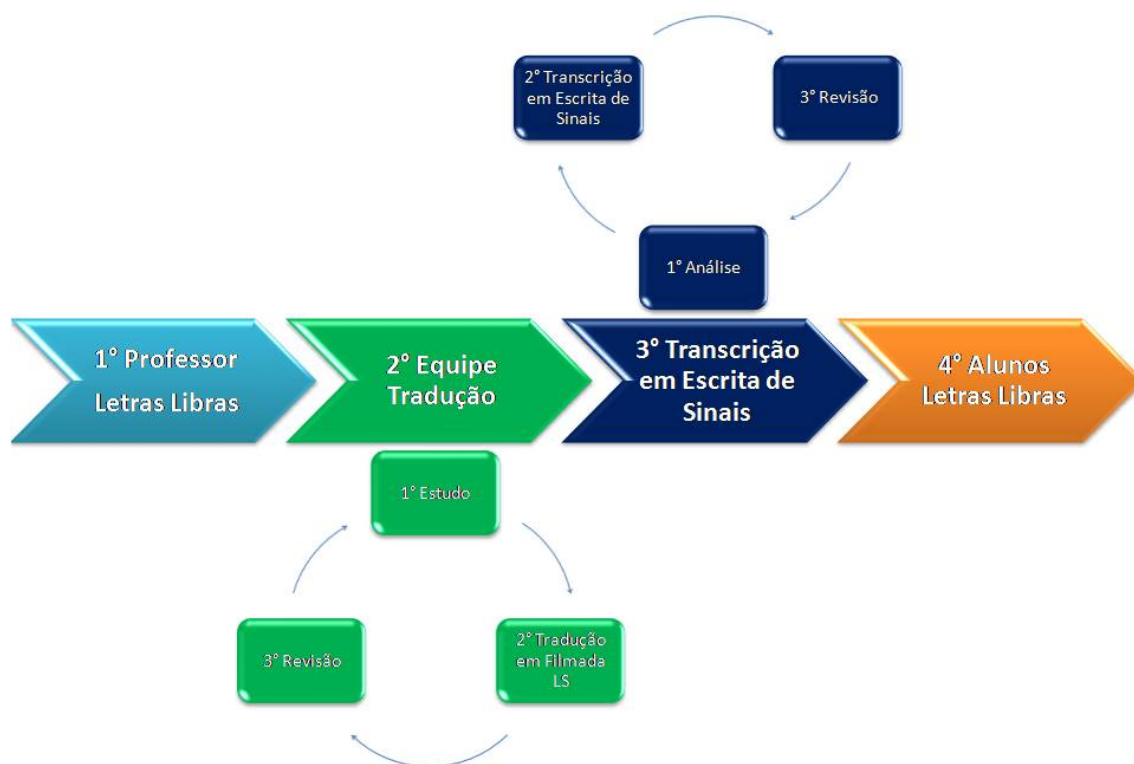 2° Transcrição
em Escrita de
Sinais
3° Revisão
1° Análise
1° Professor
Letras Libras
2° Equipe
Tradução
3° Transcrição
em Escrita de
Sinais
4° Alunos
Letras Libras
1° Estudo
3° Revisão
2° Tradução
em Filmada
LS